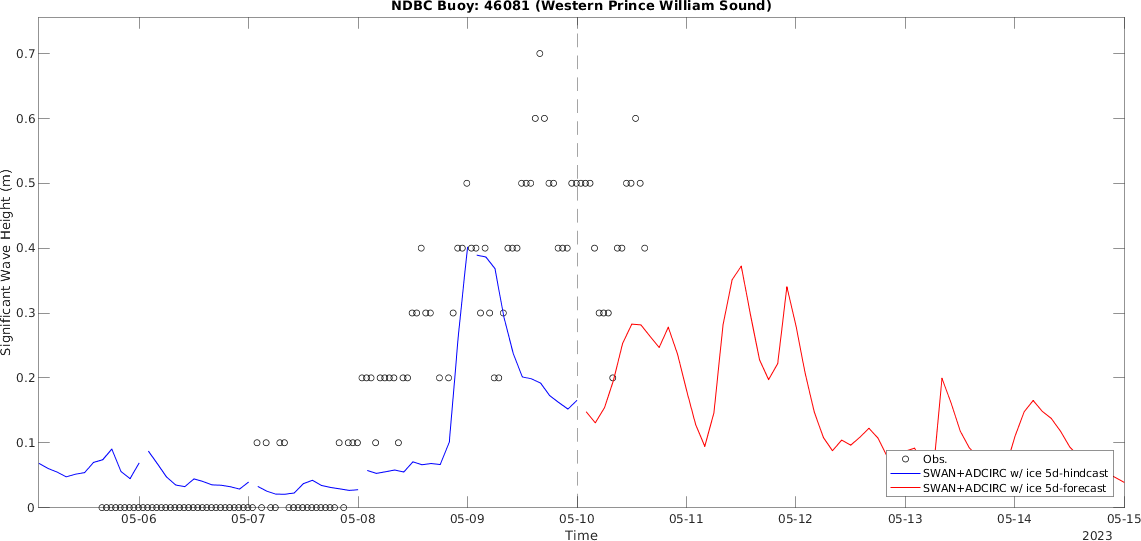 NDBC Buoy: 46081 (Western Prince William Sound)
Significant Wave Height (m)
0.7
0.6
0.5
0.4
0.3
0.2
0.1
0
05-06 05-07 05-08 05-09 05-10 05-11 05-12 05-13 05-14 05-15
Time
2023
Obs.
SWAN+ADCIRC w/ ice 5d-hindcast
SWAN+ADCIRC w/ ice 5d-forecast